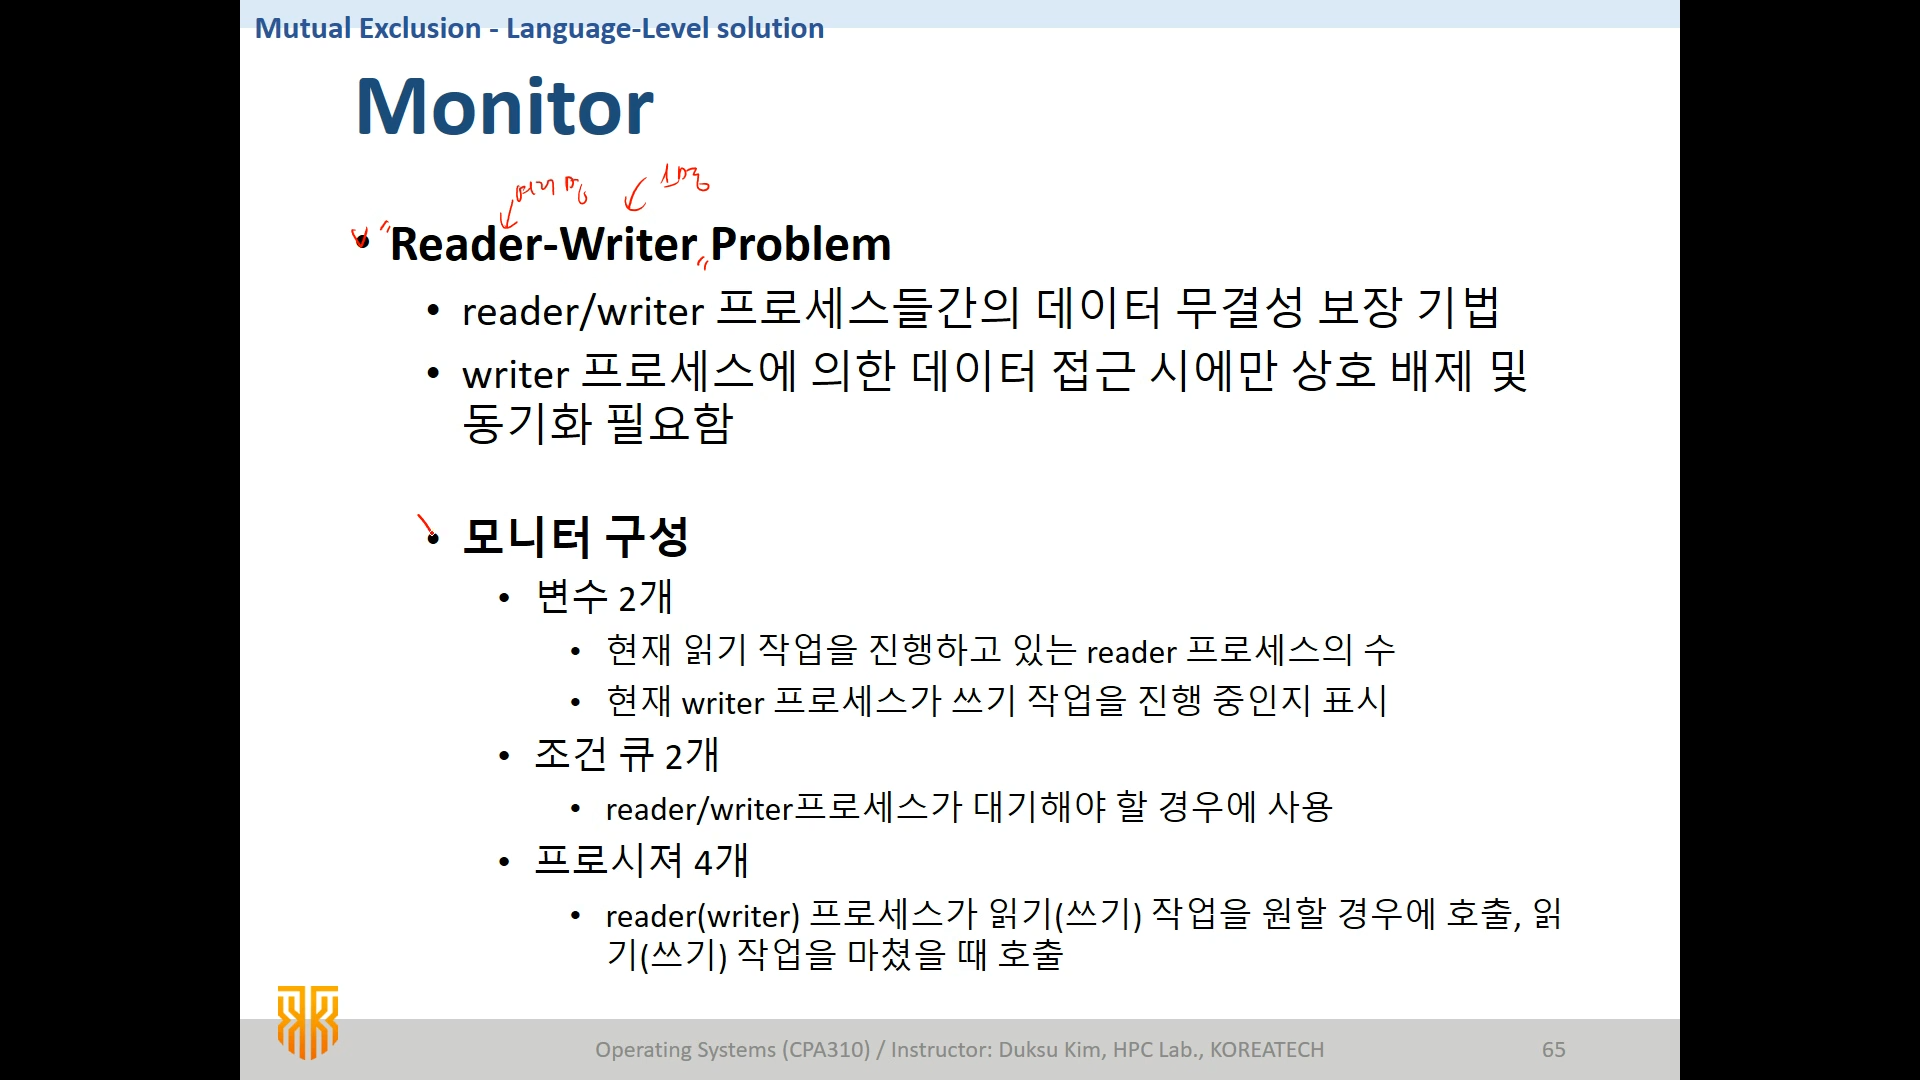 Mutual Exclusion - Language-Level solution
Monitor
여러명 1명
Reader-Writer Problem
reader/writer 프로세스들간의 데이터 무결성 보장 기법
writer 프로세스에 의한 데이터 접근 시에만 상호 배제 및
동기화 필요함
모니터 구성
변수 2개
현재 읽기 작업을 진행하고 있는 reader 프로세스의 수
현재 writer 프로세스가 쓰기 작업을 진행 중인지 표시
조건 큐 2개
reader/writer프로세스가 대기해야 할 경우에 사용
프로시져 4개
reader(writer) 프로세스가 읽기(쓰기) 작업을 원할 경우에 호출, 읽
기(쓰기) 작업을 마쳤을 때 호출
Operating Systems (CPA310) / Instructor: Duksu Kim, HPC Lab., KOREATECH 65